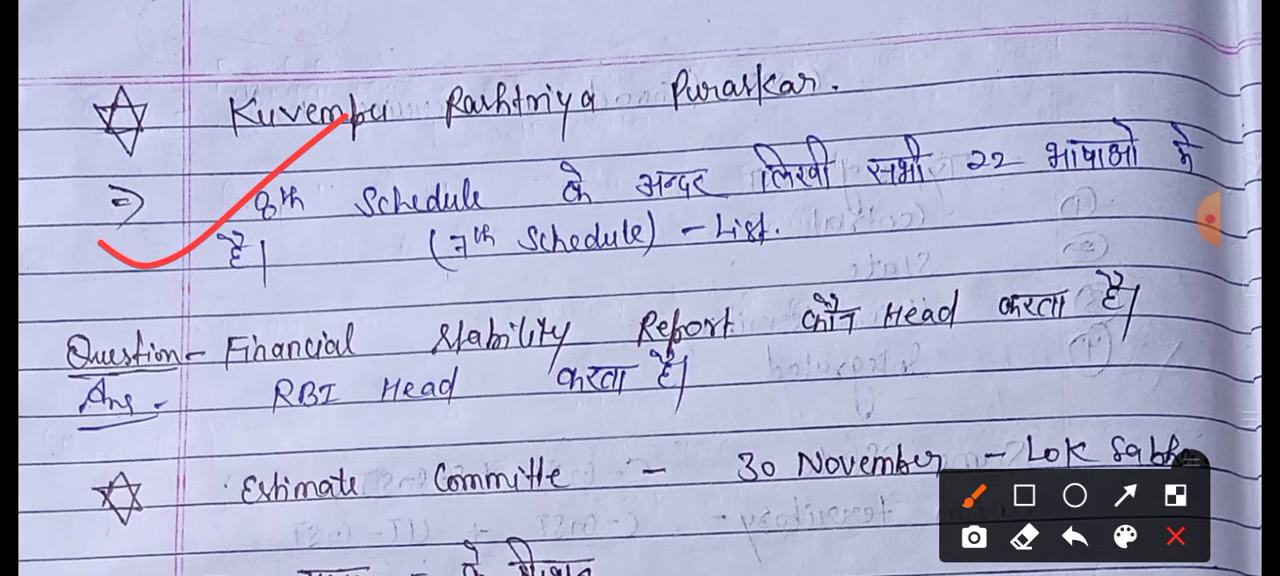 Kuvempu Rashtriya Puraskar.
⇒ 8th Schedule के अन्दर लिखी सभी 22 भाषाओ मे
है। (7th Schedule) - List.
Question - Financial Stability Report कौन Head करता है।
Ans. RBI Head करता है।
Estimate Committe - 30 November - Lok Sabha